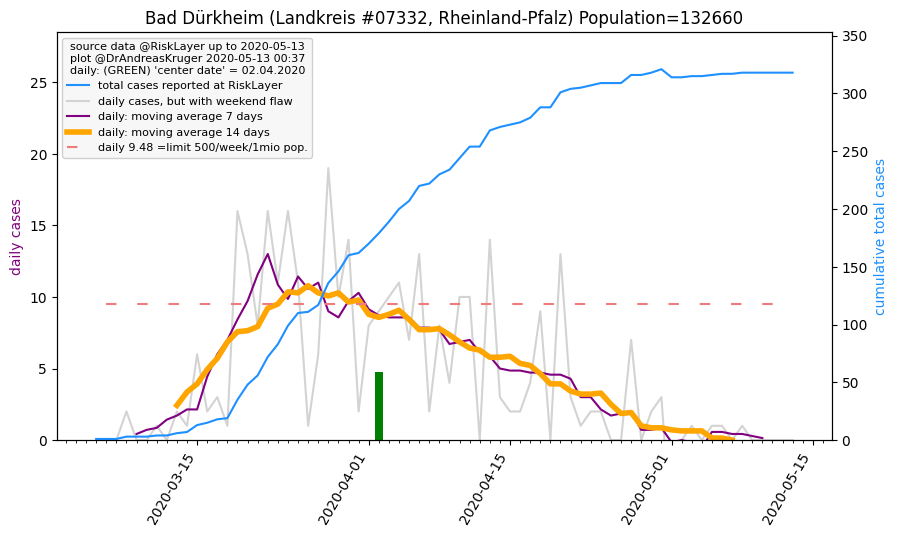 Bad Dürkheim (Landkreis #07332, Rheinland-Pfalz) Population=132660
source data @RiskLayer up to 2020-05-13
plot @DrAndreasKruger 2020-05-13 00:37
daily: (GREEN) 'center date' = 02.04.2020
total cases reported at RiskLayer
daily cases, but with weekend flaw
daily: moving average 7 days
daily: moving average 14 days
daily 9.48 =limit 500/week/1mio pop.
daily cases
25
20
15
10
5
0
350
300
250
200
150
100
50
0
cumulative total cases
2020-03-15
2020-04-01
2020-04-15
2020-05-01
2020-05-15